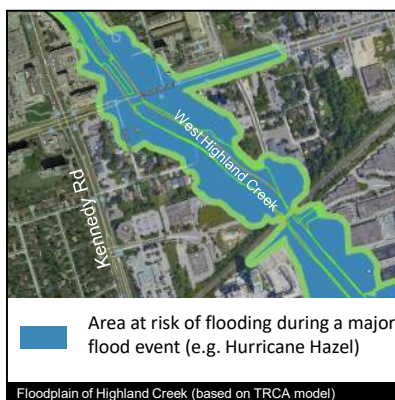 West Highland Creek
Kennedy Rd
Area at risk of flooding during a major
flood event (e.g. Hurricane Hazel)
Floodplain of Highland Creek (based on TRCA model)